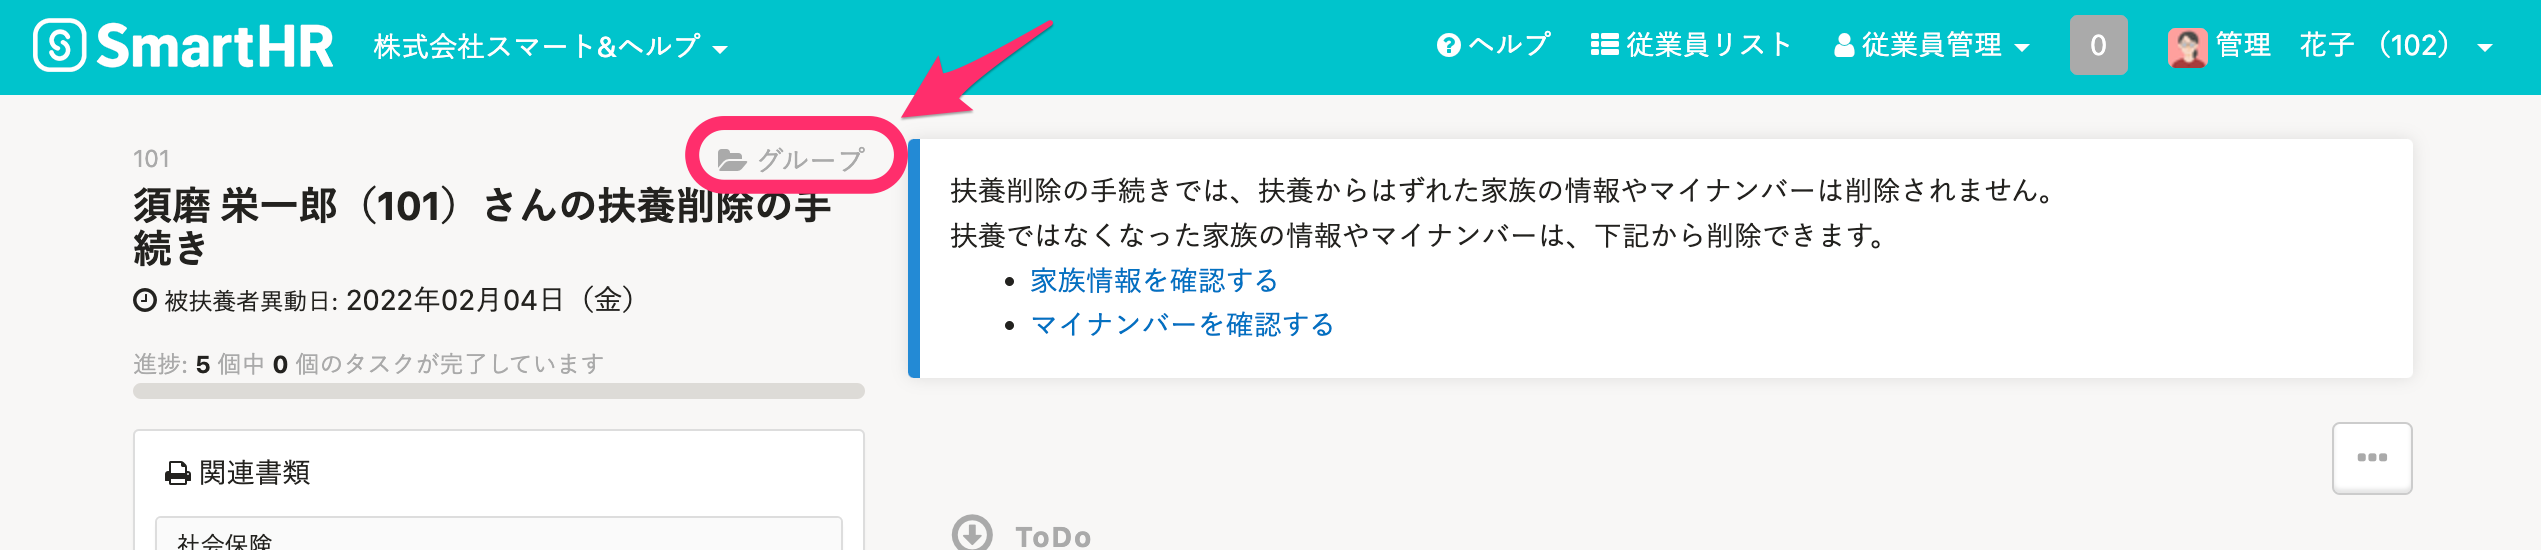 SmartHR 株式会社スマート&ヘルプ ヘルプ 従業員リスト 従業員管理 0 管理 花子 (102)
101 グループ
須磨 栄一郎（101）さんの扶養削除の手
続き
被扶養者異動日: 2022年02月04日（金）
進捗: 5 個中 0 個のタスクが完了しています
関連書類
社会保険
扶養削除の手続きでは、扶養からはずれた家族の情報やマイナンバーは削除されません。
扶養ではなくなった家族の情報やマイナンバーは、下記から削除できます。
• 家族情報を確認する
• マイナンバーを確認する
ToDo